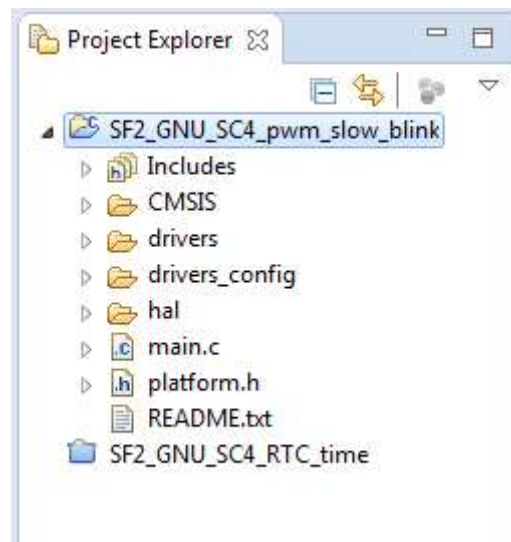 Project Explorer
SF2_GNU_SC4_pwm_slow_blink
Includes
CMSIS
drivers
drivers_config
hal
main.c
platform.h
README.txt
SF2_GNU_SC4_RTC_time